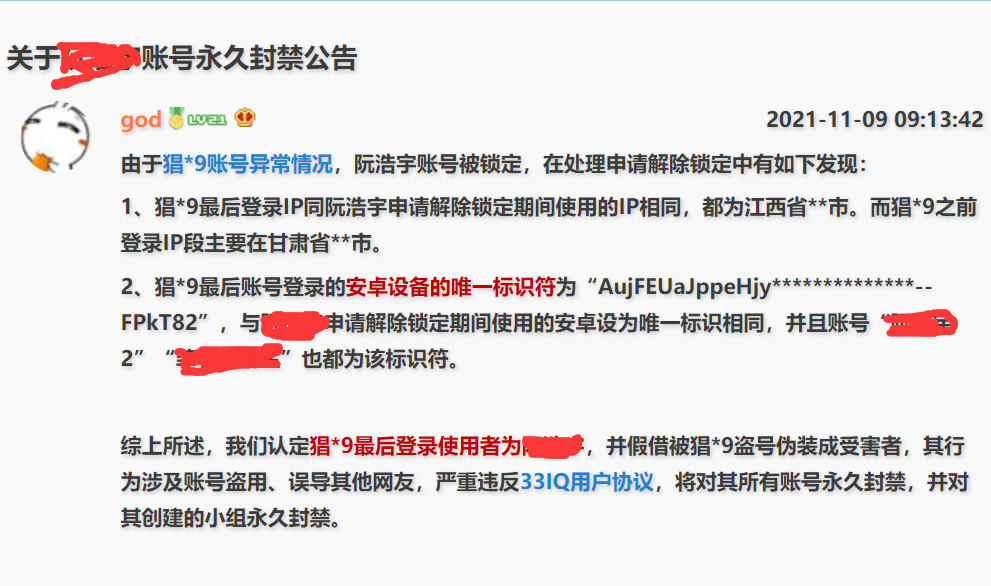 关于账号永久封禁公告
god LV21
2021-11-09 09:13:42
由于猖*9账号异常情况，阮浩宇账号被锁定，在处理申请解除锁定中有如下发现：
1、猖*9最后登录IP同阮浩宇申请解除锁定期间使用的IP相同，都为江西省**市。而猖*9之前
登录IP段主要在甘肃省**市。
2、猖*9最后账号登录的安卓设备的唯一标识符为“AujFEUaJppeHjy**************--
FPkT82”，与申请解除锁定期间使用的安卓设为唯一标识相同，并且账号“
2”“”也都为该标识符。
综上所述，我们认定猖*9最后登录使用者为，并假借被猖*9盗号伪装成受害者，其行
为涉及账号盗用、误导其他网友，严重违反33IQ用户协议，将对其所有账号永久封禁，并对
其创建的小组永久封禁。